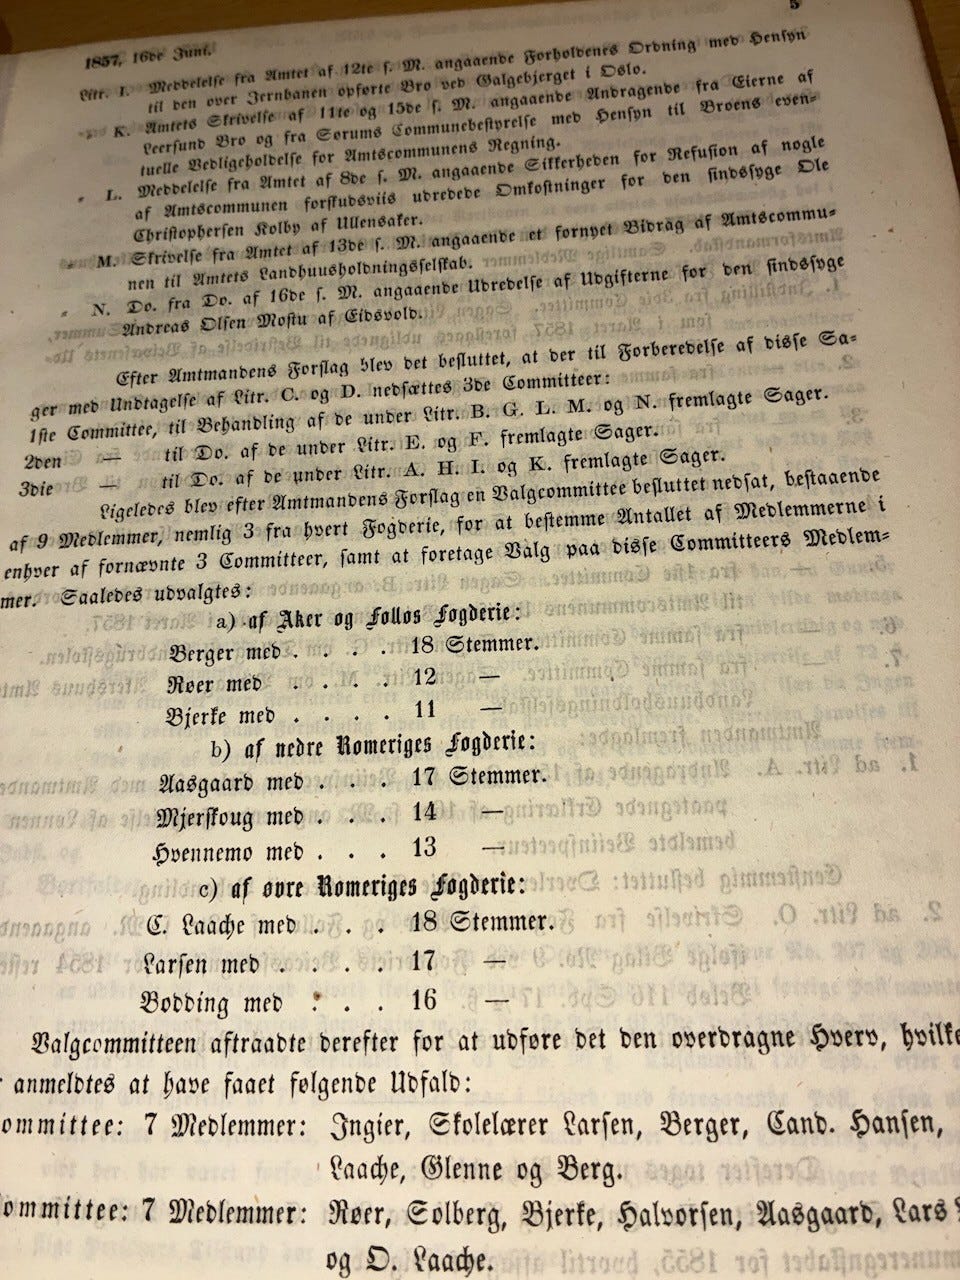 5
1857, 16de Juni.
Litr. I. Meddelelse fra Amtet af 12te s. M. angaaende Forholdenes Ordning med Hensyn
til den over Jernbanen opførte Bro ved Galgebjerget i Oslo.
„ K. Amtets Skrivelse af 11te og 15de s. M. angaaende Andragende fra Eierne af
Leersund Bro og fra Sørums Communebestyrelse med Hensyn til Broens even=
tuelle Vedligeholdelse for Amtscommunens Regning.
„ L. Meddelelse fra Amtet af 8de s. M. angaaende Sikkerheden for Refusion af nogle
af Amtscommunen forskudsviis udredede Omkostninger for den sindssyge Ole
Christophersen Kolby af Ullensaker.
„ M. Skrivelse fra Amtet af 13de s. M. angaaende et fornyet Bidrag af Amtscommu=
nen til Amtets Landhuusholdningsselskab.
„ N. Do. fra Do. af 16de s. M. angaaende Udredelse af Udgifterne for den sindssyge
Andreas Olsen Mostu af Eidsvold.
Efter Amtmandens Forslag blev det besluttet, at der til Forberedelse af disse Sa=
ger med Undtagelse af Litr. C. og D. nedsættes 3de Committeer:
1ste Committee, til Behandling af de under Litr. B. G. L. M. og N. fremlagte Sager.
2den — til Do. af de under Litr. E. og F. fremlagte Sager.
3die — til Do. af de under Litr. A. H. I. og K. fremlagte Sager.
Ligeledes blev efter Amtmandens Forslag en Valgcommittee besluttet nedsat, bestaaende
af 9 Medlemmer, nemlig 3 fra hvert Fogderie, for at bestemme Antallet af Medlemmerne i
enhver af fornævnte 3 Committeer, samt at foretage Valg paa disse Committeers Medlem=
mer. Saaledes udvalgtes:
a) af Aker og Follos Fogderie:
Berger med . . . . 18 Stemmer.
Røer med . . . . 12 —
Bjerke med . . . . 11 —
b) af nedre Romeriges Fogderie:
Aasgaard med . . . 17 Stemmer.
Mjerskoug med . . . 14 —
Hvennemo med . . . 13 —
c) af øvre Romeriges Fogderie:
C. Laache med . . . 18 Stemmer.
Larsen med . . . . 17 —
Bodding med . . . 16 —
Valgcommitteen aftraadte derefter for at udføre det den overdragne Hverv, hvilke
r anmeldtes at have faaet følgende Udfald:
ommittee: 7 Medlemmer: Ingier, Skolelærer Larsen, Berger, Cand. Hansen,
Laache, Glenne og Berg.
ommittee: 7 Medlemmer: Røer, Solberg, Bjerke, Halvorsen, Aasgaard, Lars
og O. Laache.